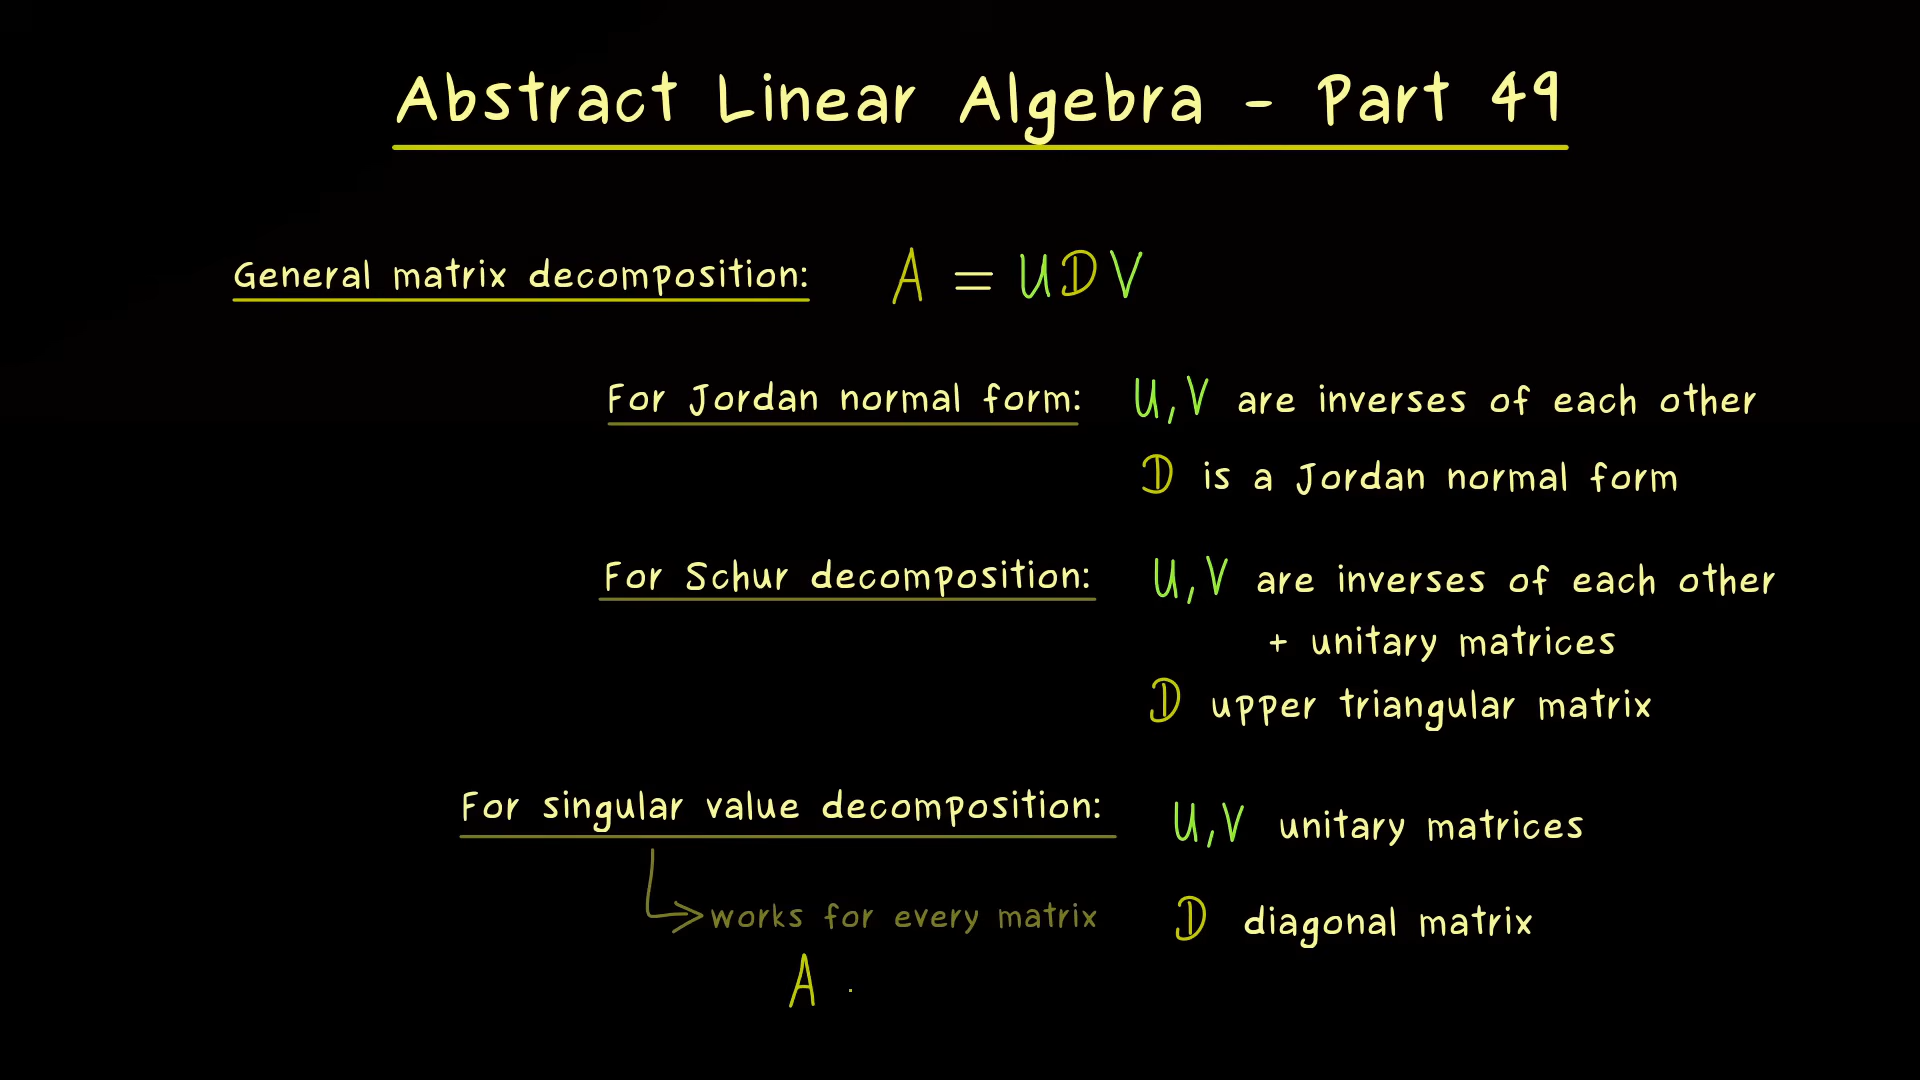 Abstract Linear Algebra - Part 49
General matrix decomposition: A = UDV
For Jordan normal form: U, V are inverses of each other
D is a Jordan normal form
For Schur decomposition: U, V are inverses of each other
+ unitary matrices
D upper triangular matrix
For singular value decomposition: U, V unitary matrices
works for every matrix D diagonal matrix
A